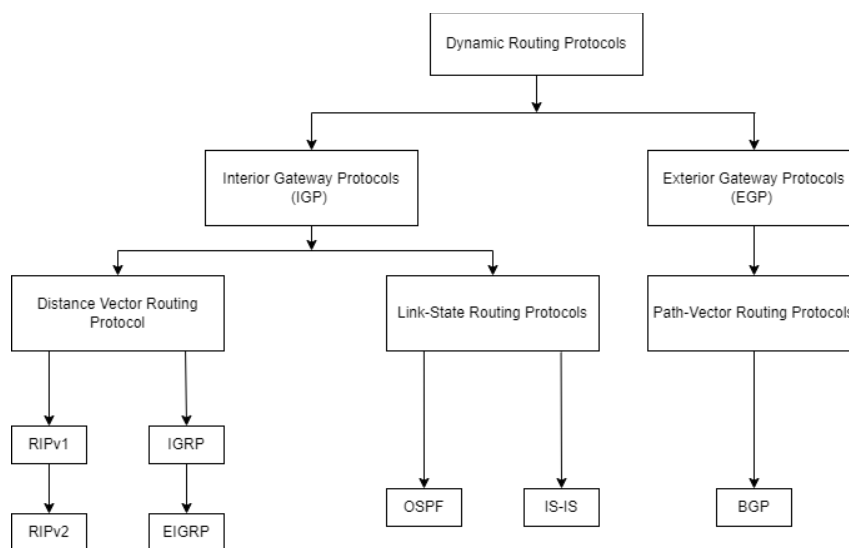 Dynamic Routing Protocols
Interior Gateway Protocols
(IGP)
Exterior Gateway Protocols
(EGP)
Distance Vector Routing
Protocol
Link-State Routing Protocols
Path-Vector Routing Protocols
RIPv1
IGRP
RIPv2
EIGRP
OSPF
IS-IS
BGP